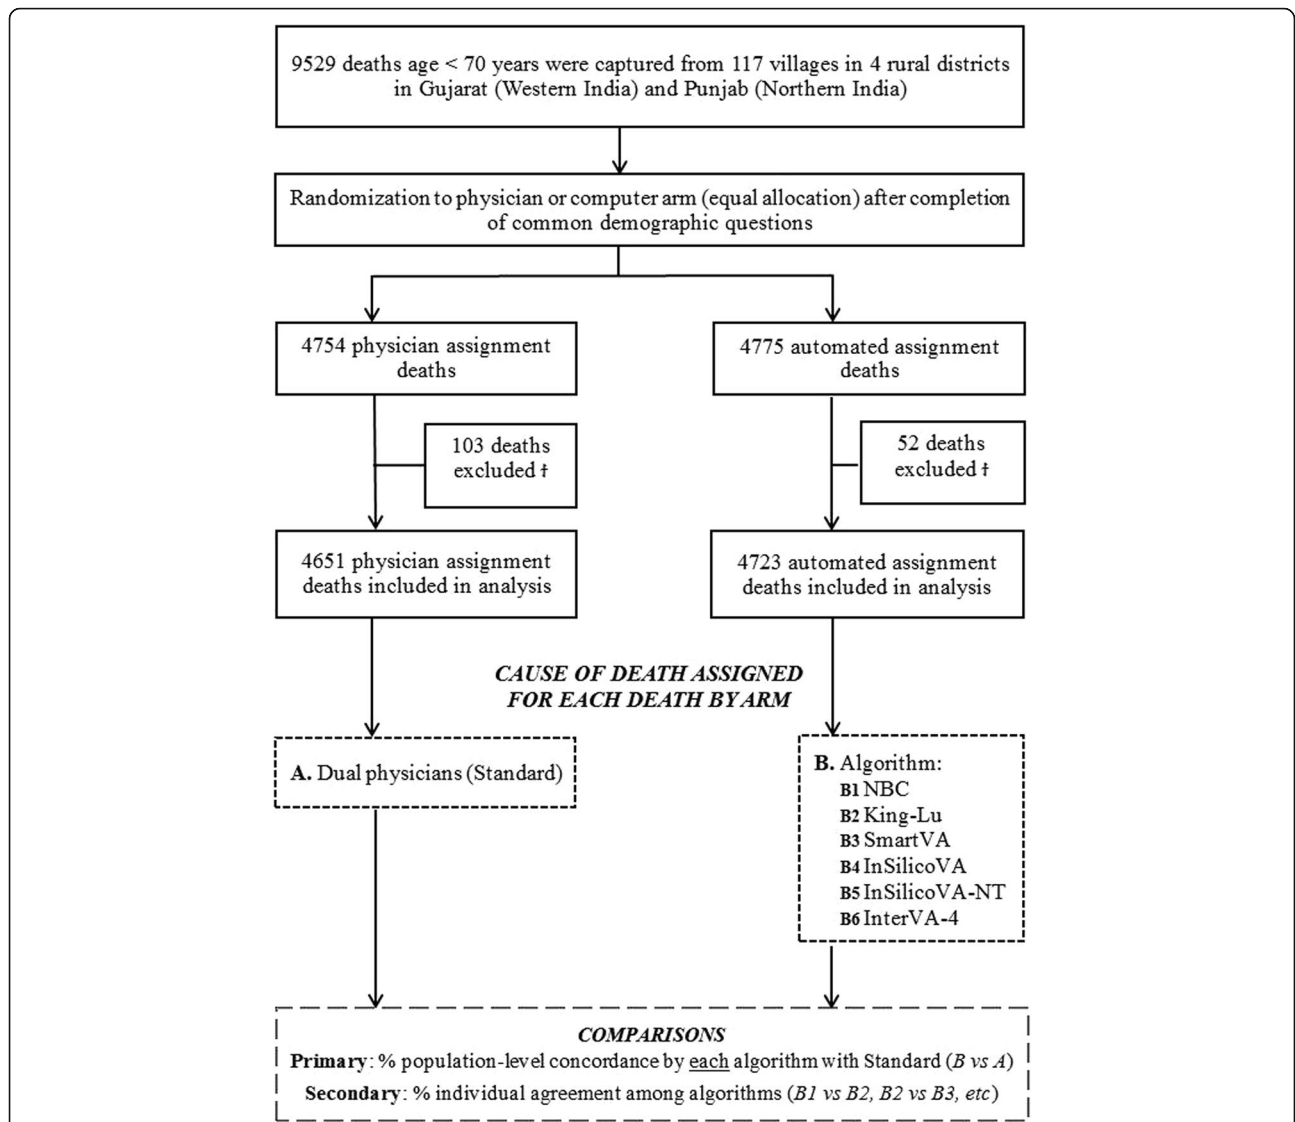 9529 deaths age < 70 years were captured from 117 villages in 4 rural districts
in Gujarat (Western India) and Punjab (Northern India)
Randomization to physician or computer arm (equal allocation) after completion
of common demographic questions
4754 physician assignment
deaths
4775 automated assignment
deaths
103 deaths
excluded ☨
52 deaths
excluded ☨
4651 physician assignment
deaths included in analysis
4723 automated assignment
deaths included in analysis
CAUSE OF DEATH ASSIGNED
FOR EACH DEATH BY ARM
A. Dual physicians (Standard)
B. Algorithm:
B1 NBC
B2 King-Lu
B3 SmartVA
B4 InSilicoVA
B5 InSilicoVA-NT
B6 InterVA-4
COMPARISONS
Primary: % population-level concordance by each algorithm with Standard (B vs A)
Secondary: % individual agreement among algorithms (B1 vs B2, B2 vs B3, etc)